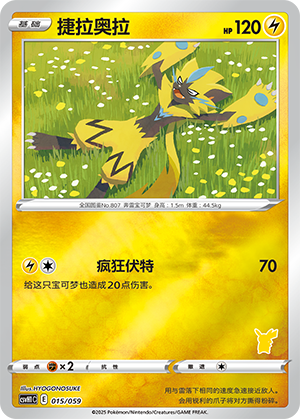 基础 捷拉奥拉 HP 120
全国图鉴No.807 奔雷宝可梦 身高：1.5m 体重：44.5kg
疯狂伏特 70
给这只宝可梦也造成20点伤害。
弱点 ×2 抵抗力 撤退
Illus. HYOGONOSUKE
CSVH1 C E 015/059
用与雷落下相同的速度急速接近敌人。
会用锐利的爪子将对方撕得粉碎。
©2025 Pokémon/Nintendo/Creatures/GAME FREAK.